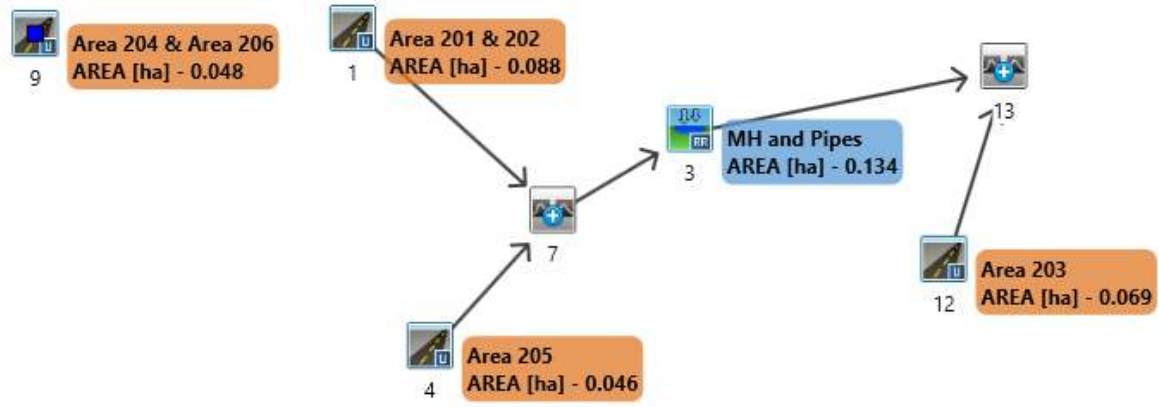 Area 204 & Area 206
AREA [ha] - 0.048
U
9
Area 201 & 202
AREA [ha] - 0.088
U
1
13
RR
MH and Pipes
AREA [ha] - 0.134
3
7
U
Area 203
AREA [ha] - 0.069
12
U
Area 205
AREA [ha] - 0.046
4